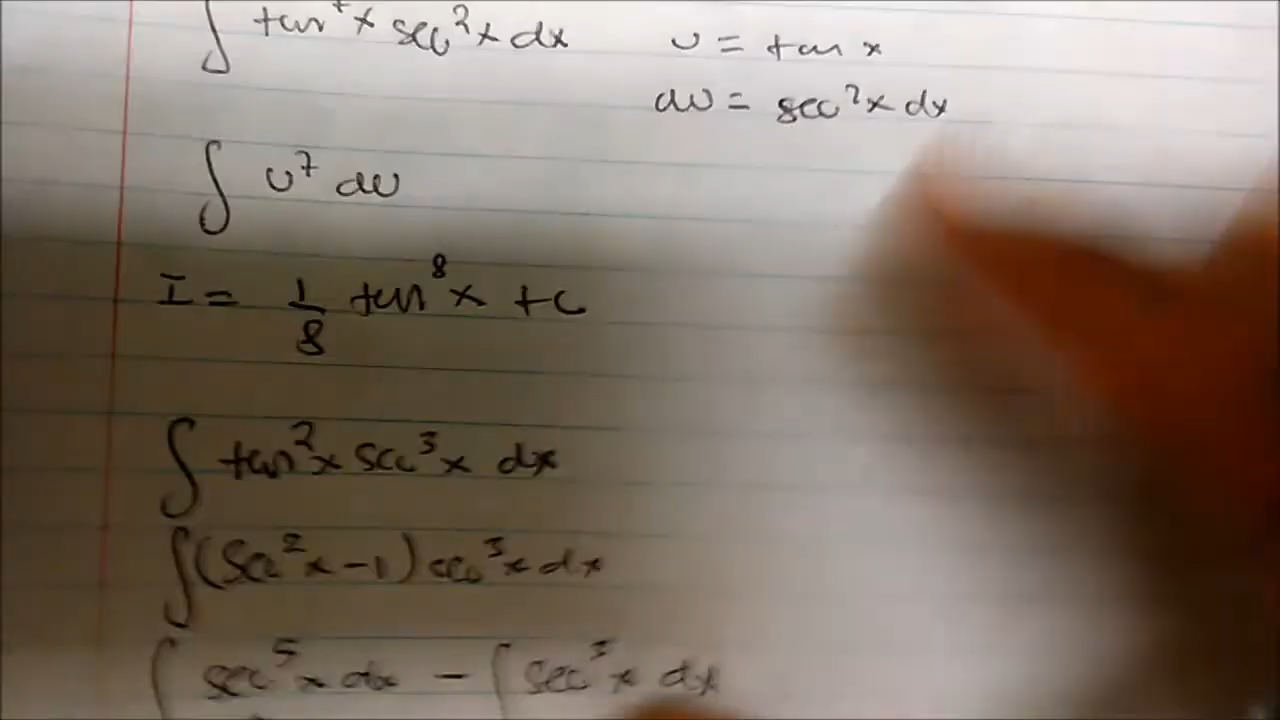 ∫ tan⁷x sec²x dx u = tan x
du = sec²x dx
∫ u⁷ du
I = 1/8 tan⁸x + c
∫ tan²x sec³x dx
∫(sec²x-1) sec³x dx
∫ sec⁵x dx - ∫ sec³x dx